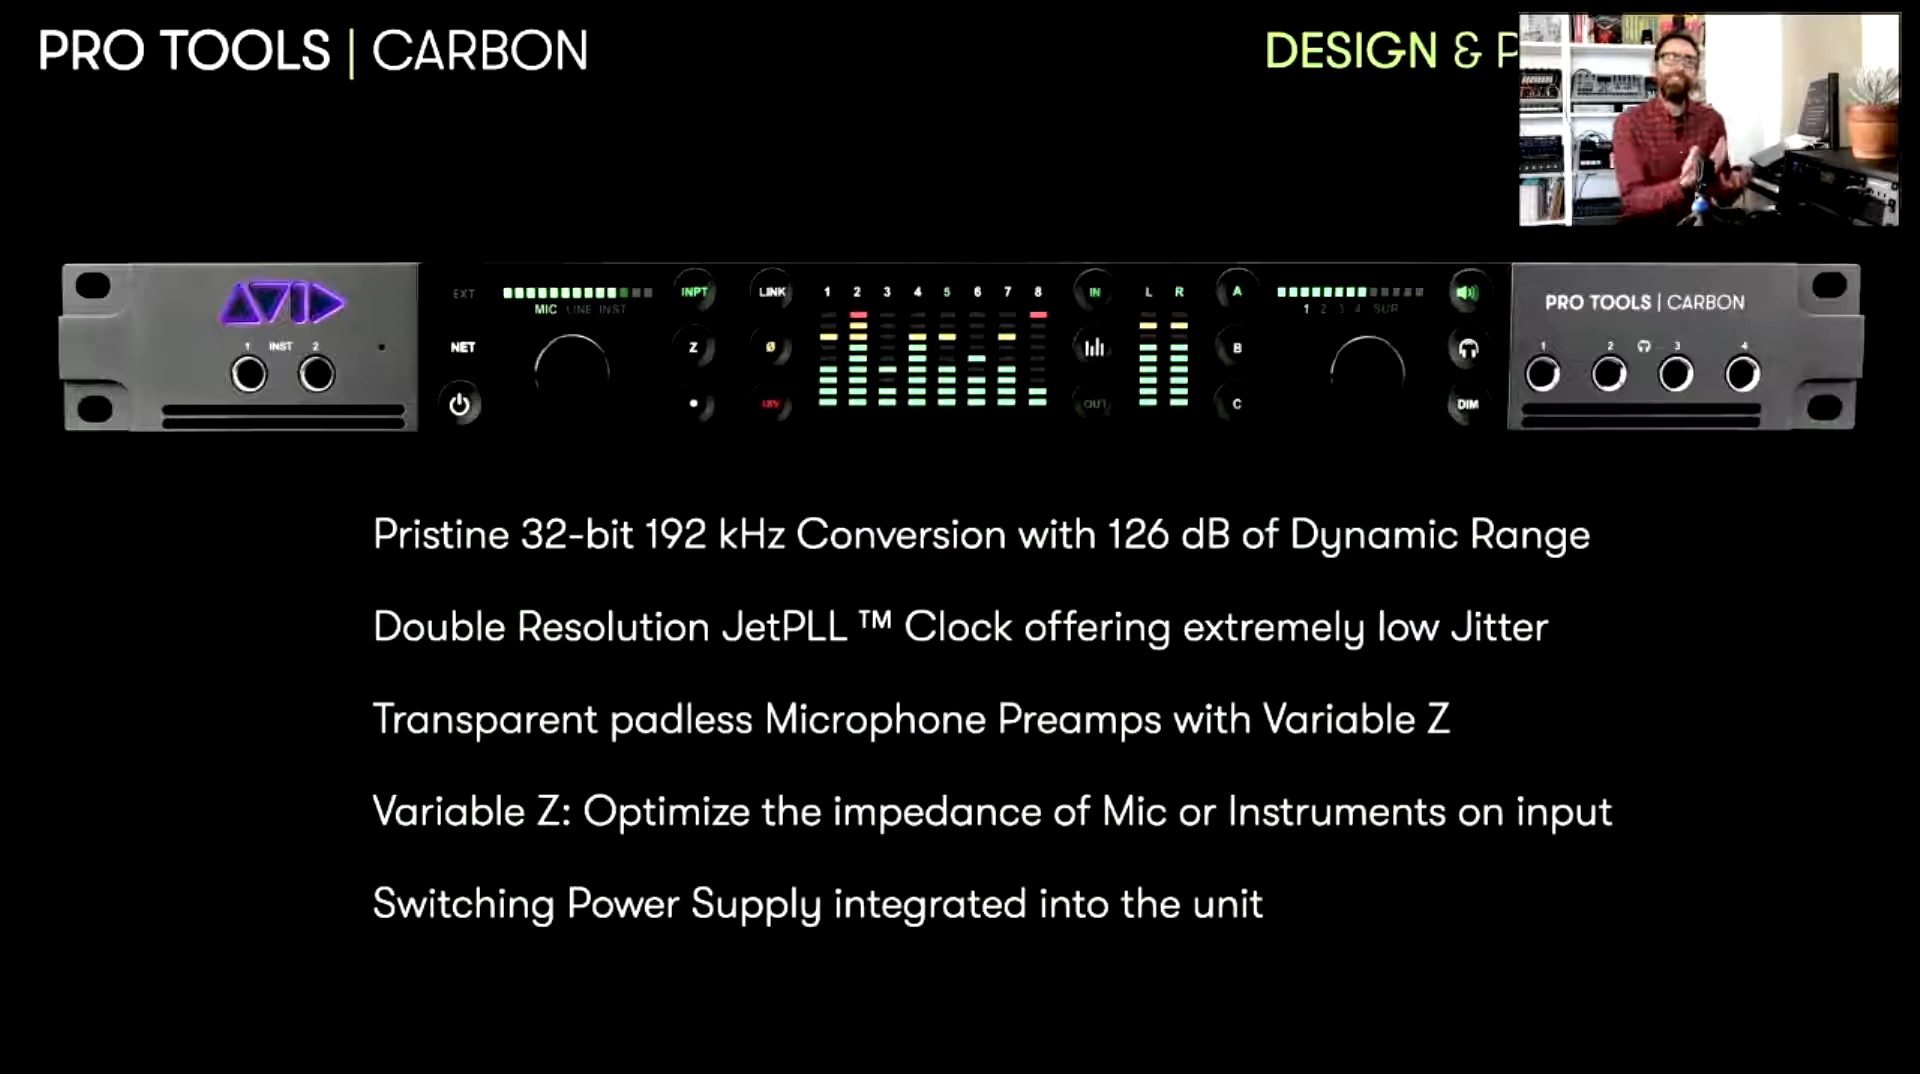 PRO TOOLS | CARBON
DESIGN & P
AVID
1 INST 2
EXT
NET
MIC LINE INST
INPT
Z
LINK
Ø
48V
1 2 3 4 5 6 7 8
IN
OUT
L R
A
B
C
1 2 3 4 SUR
DIM
PRO TOOLS | CARBON
1 2 3 4
Pristine 32-bit 192 kHz Conversion with 126 dB of Dynamic Range
Double Resolution JetPLL ™ Clock offering extremely low Jitter
Transparent padless Microphone Preamps with Variable Z
Variable Z: Optimize the impedance of Mic or Instruments on input
Switching Power Supply integrated into the unit